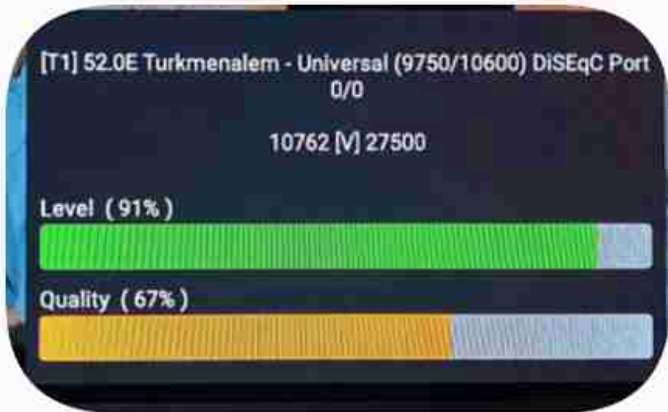 [T1] 52.0E Turkmenalem - Universal (9750/10600) DiSEqC Port
0/0
10762 [V] 27500
Level ( 91% )
Quality ( 67% )